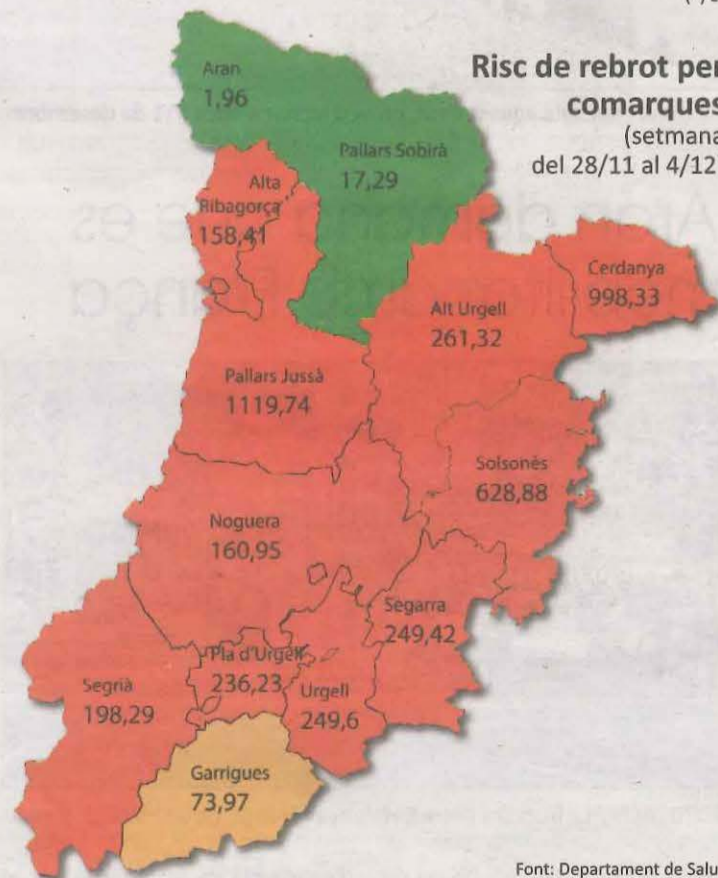 Risc de rebrot per
comarques
(setmana
del 28/11 al 4/12
Aran
1,96
Pallars Sobirà
17,29
Alta
Ribagorça
158,41
Cerdanya
998,33
Alt Urgell
261,32
Pallars Jussà
1119,74
Solsonès
628,88
Noguera
160,95
Segarra
249,42
Pla d'Urgell
236,23
Urgell
249,6
Segrià
198,29
Garrigues
73,97
Font: Departament de Salu